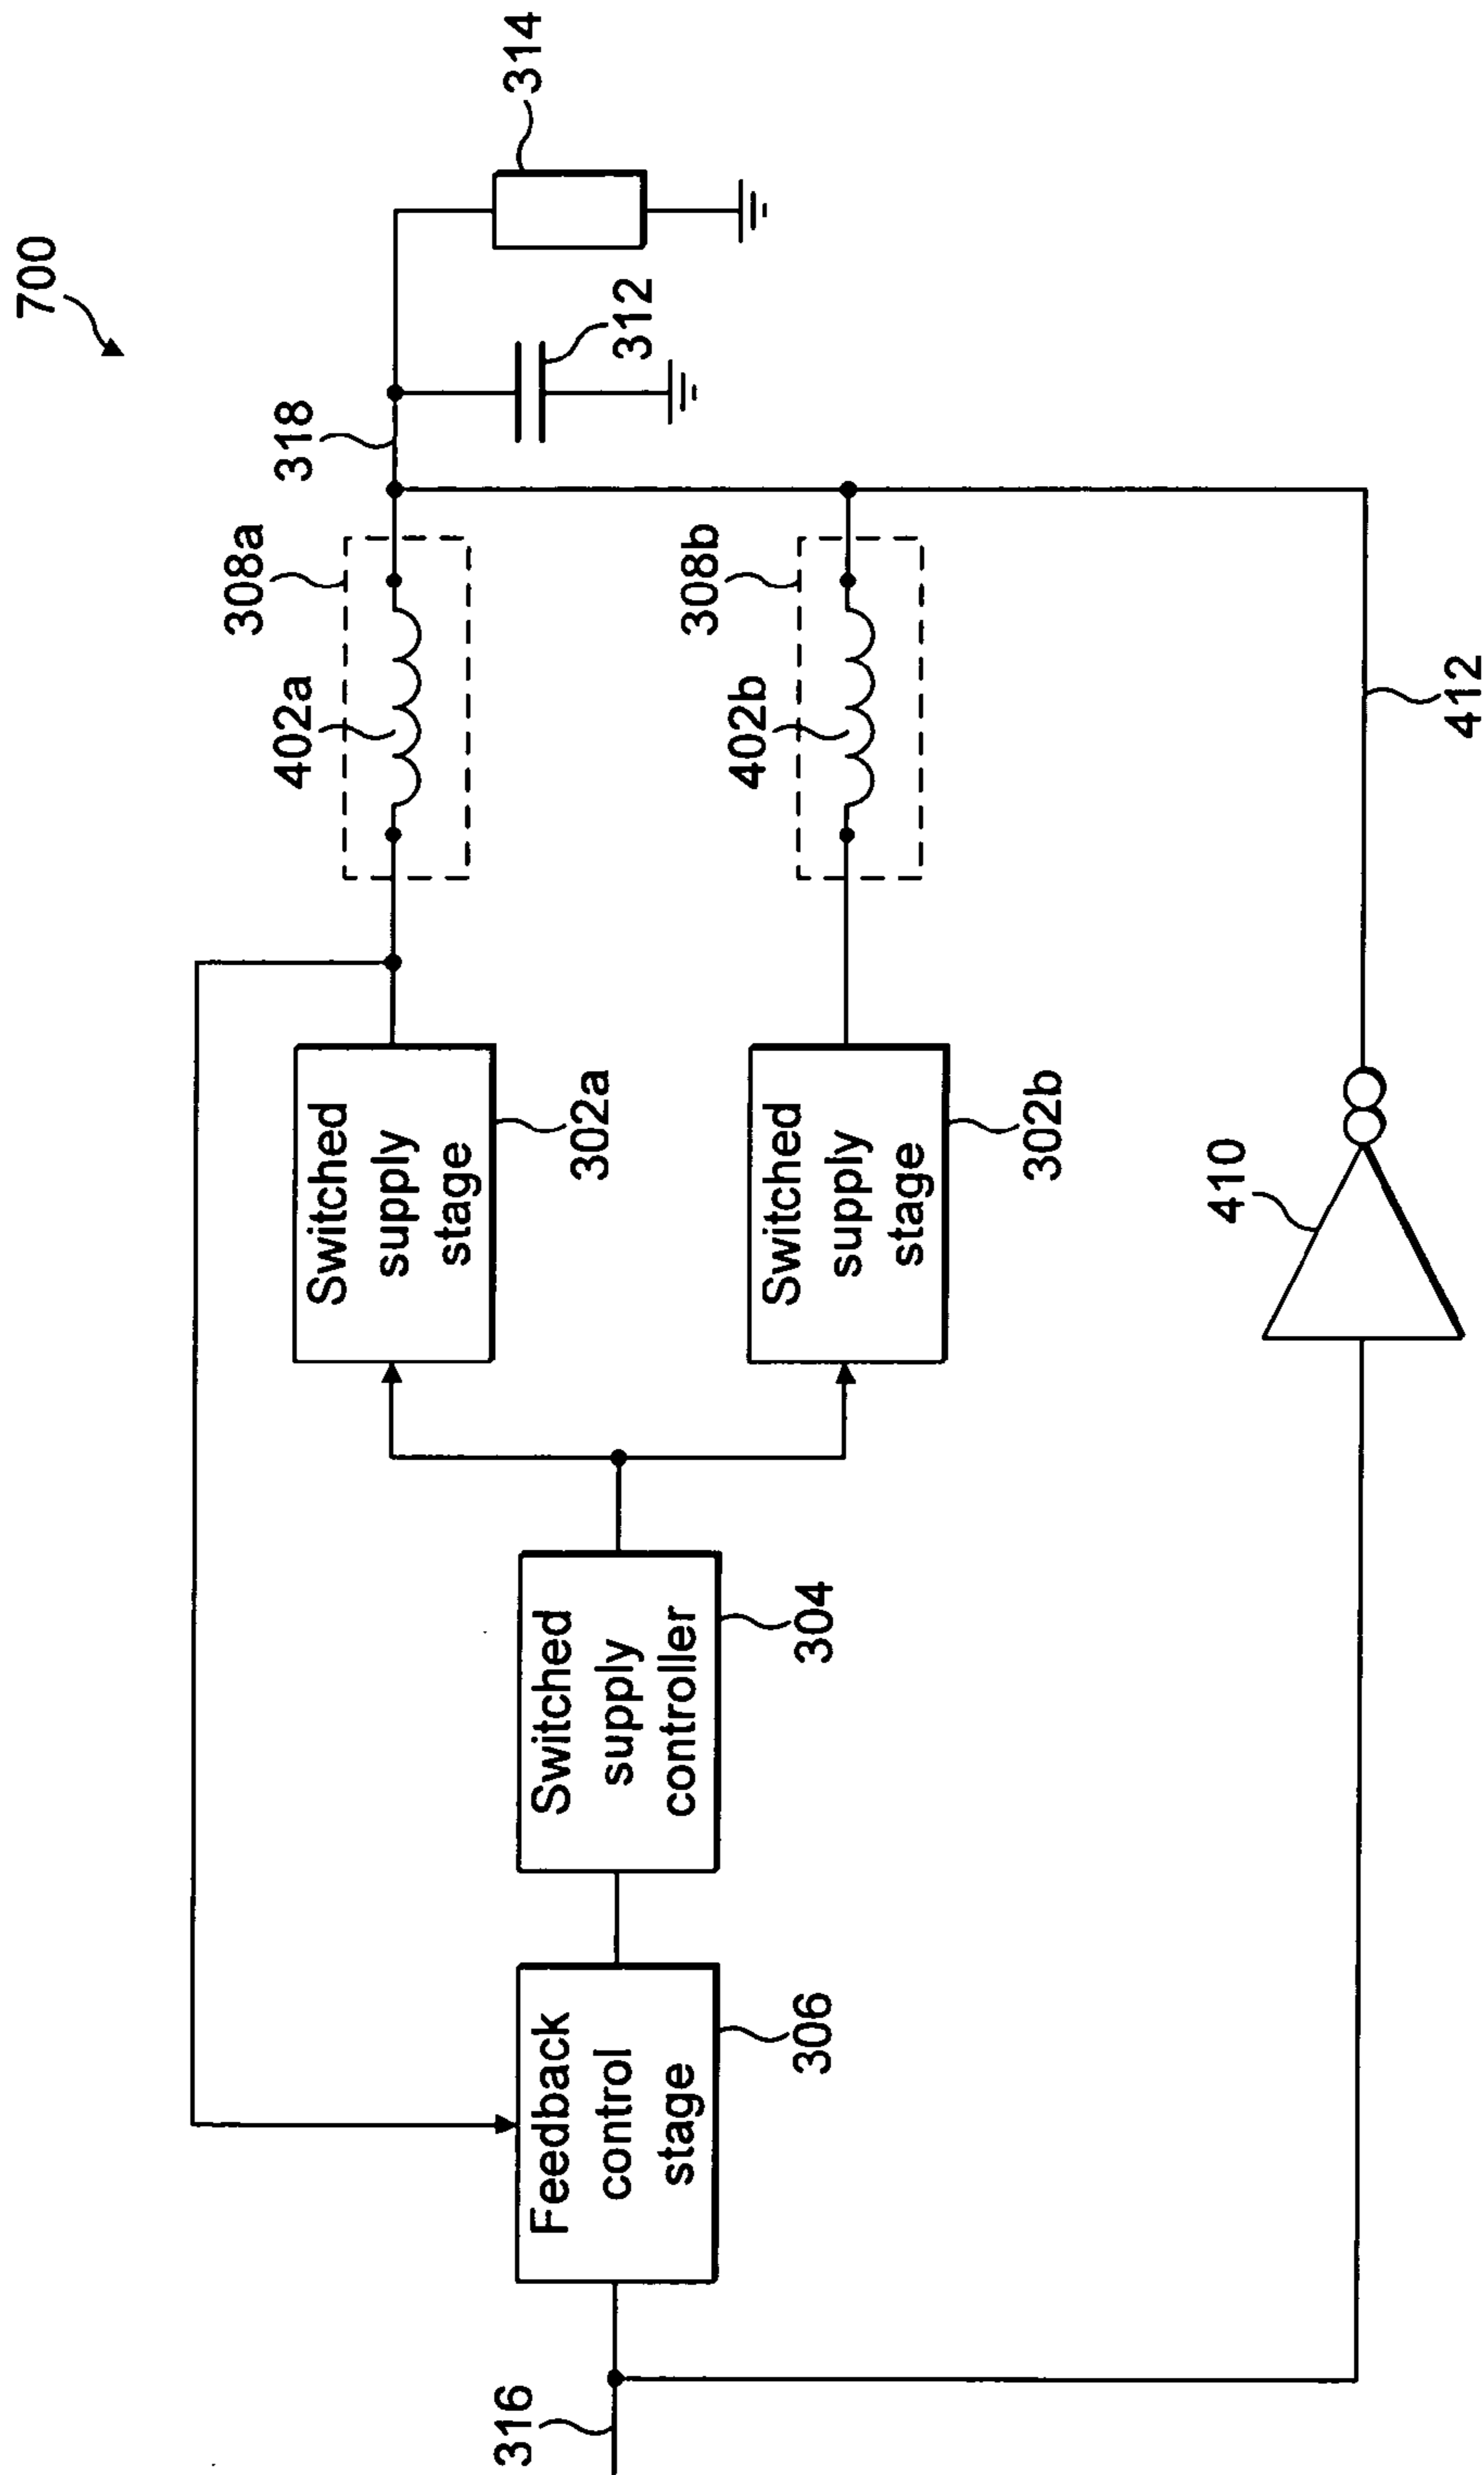 700
314
312
318
308a
402a
308b
402b
412
Switched
supply
stage
302a
Switched
supply
stage
302b
410
Switched
supply
controller
304
Feedback
control
stage
306
316